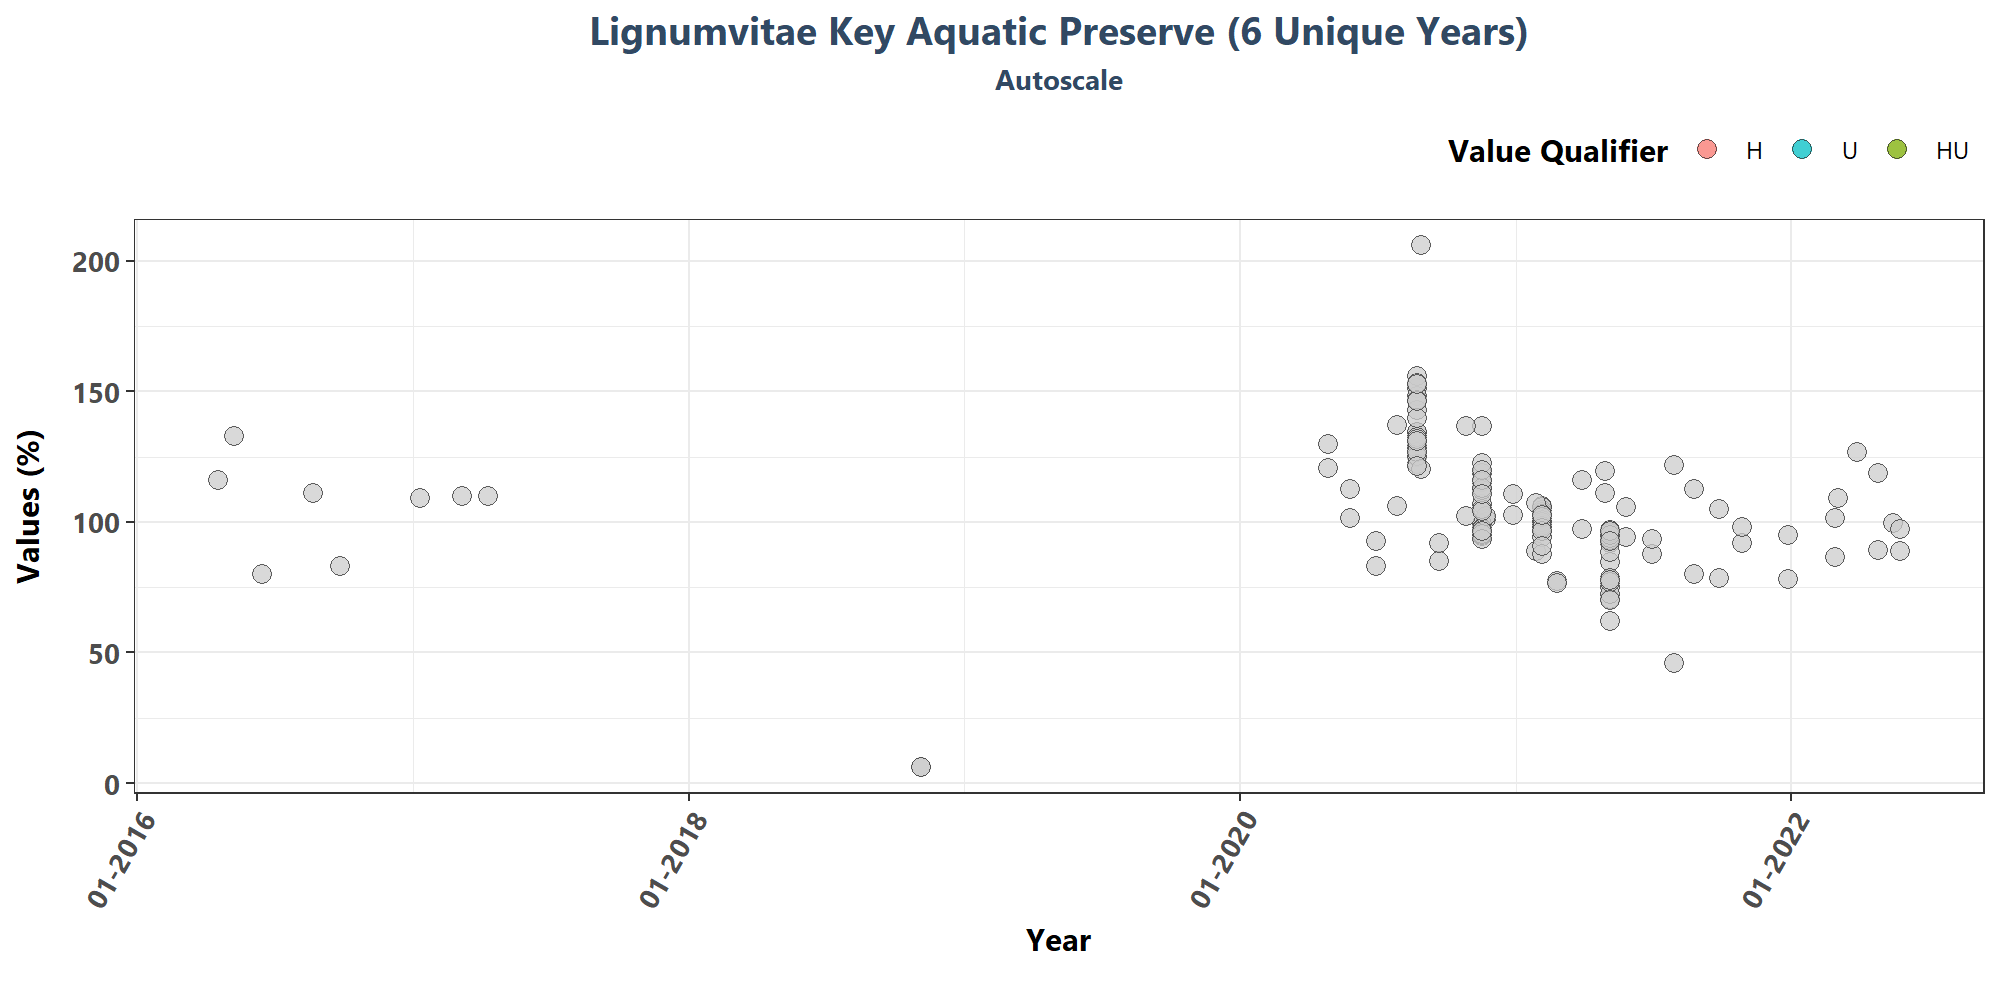 Lignumvitae Key Aquatic Preserve (6 Unique Years)
Autoscale
Value Qualifier H U HU
Values (%)
200
150
100
50
0
01-2016 01-2018 01-2020 01-2022
Year